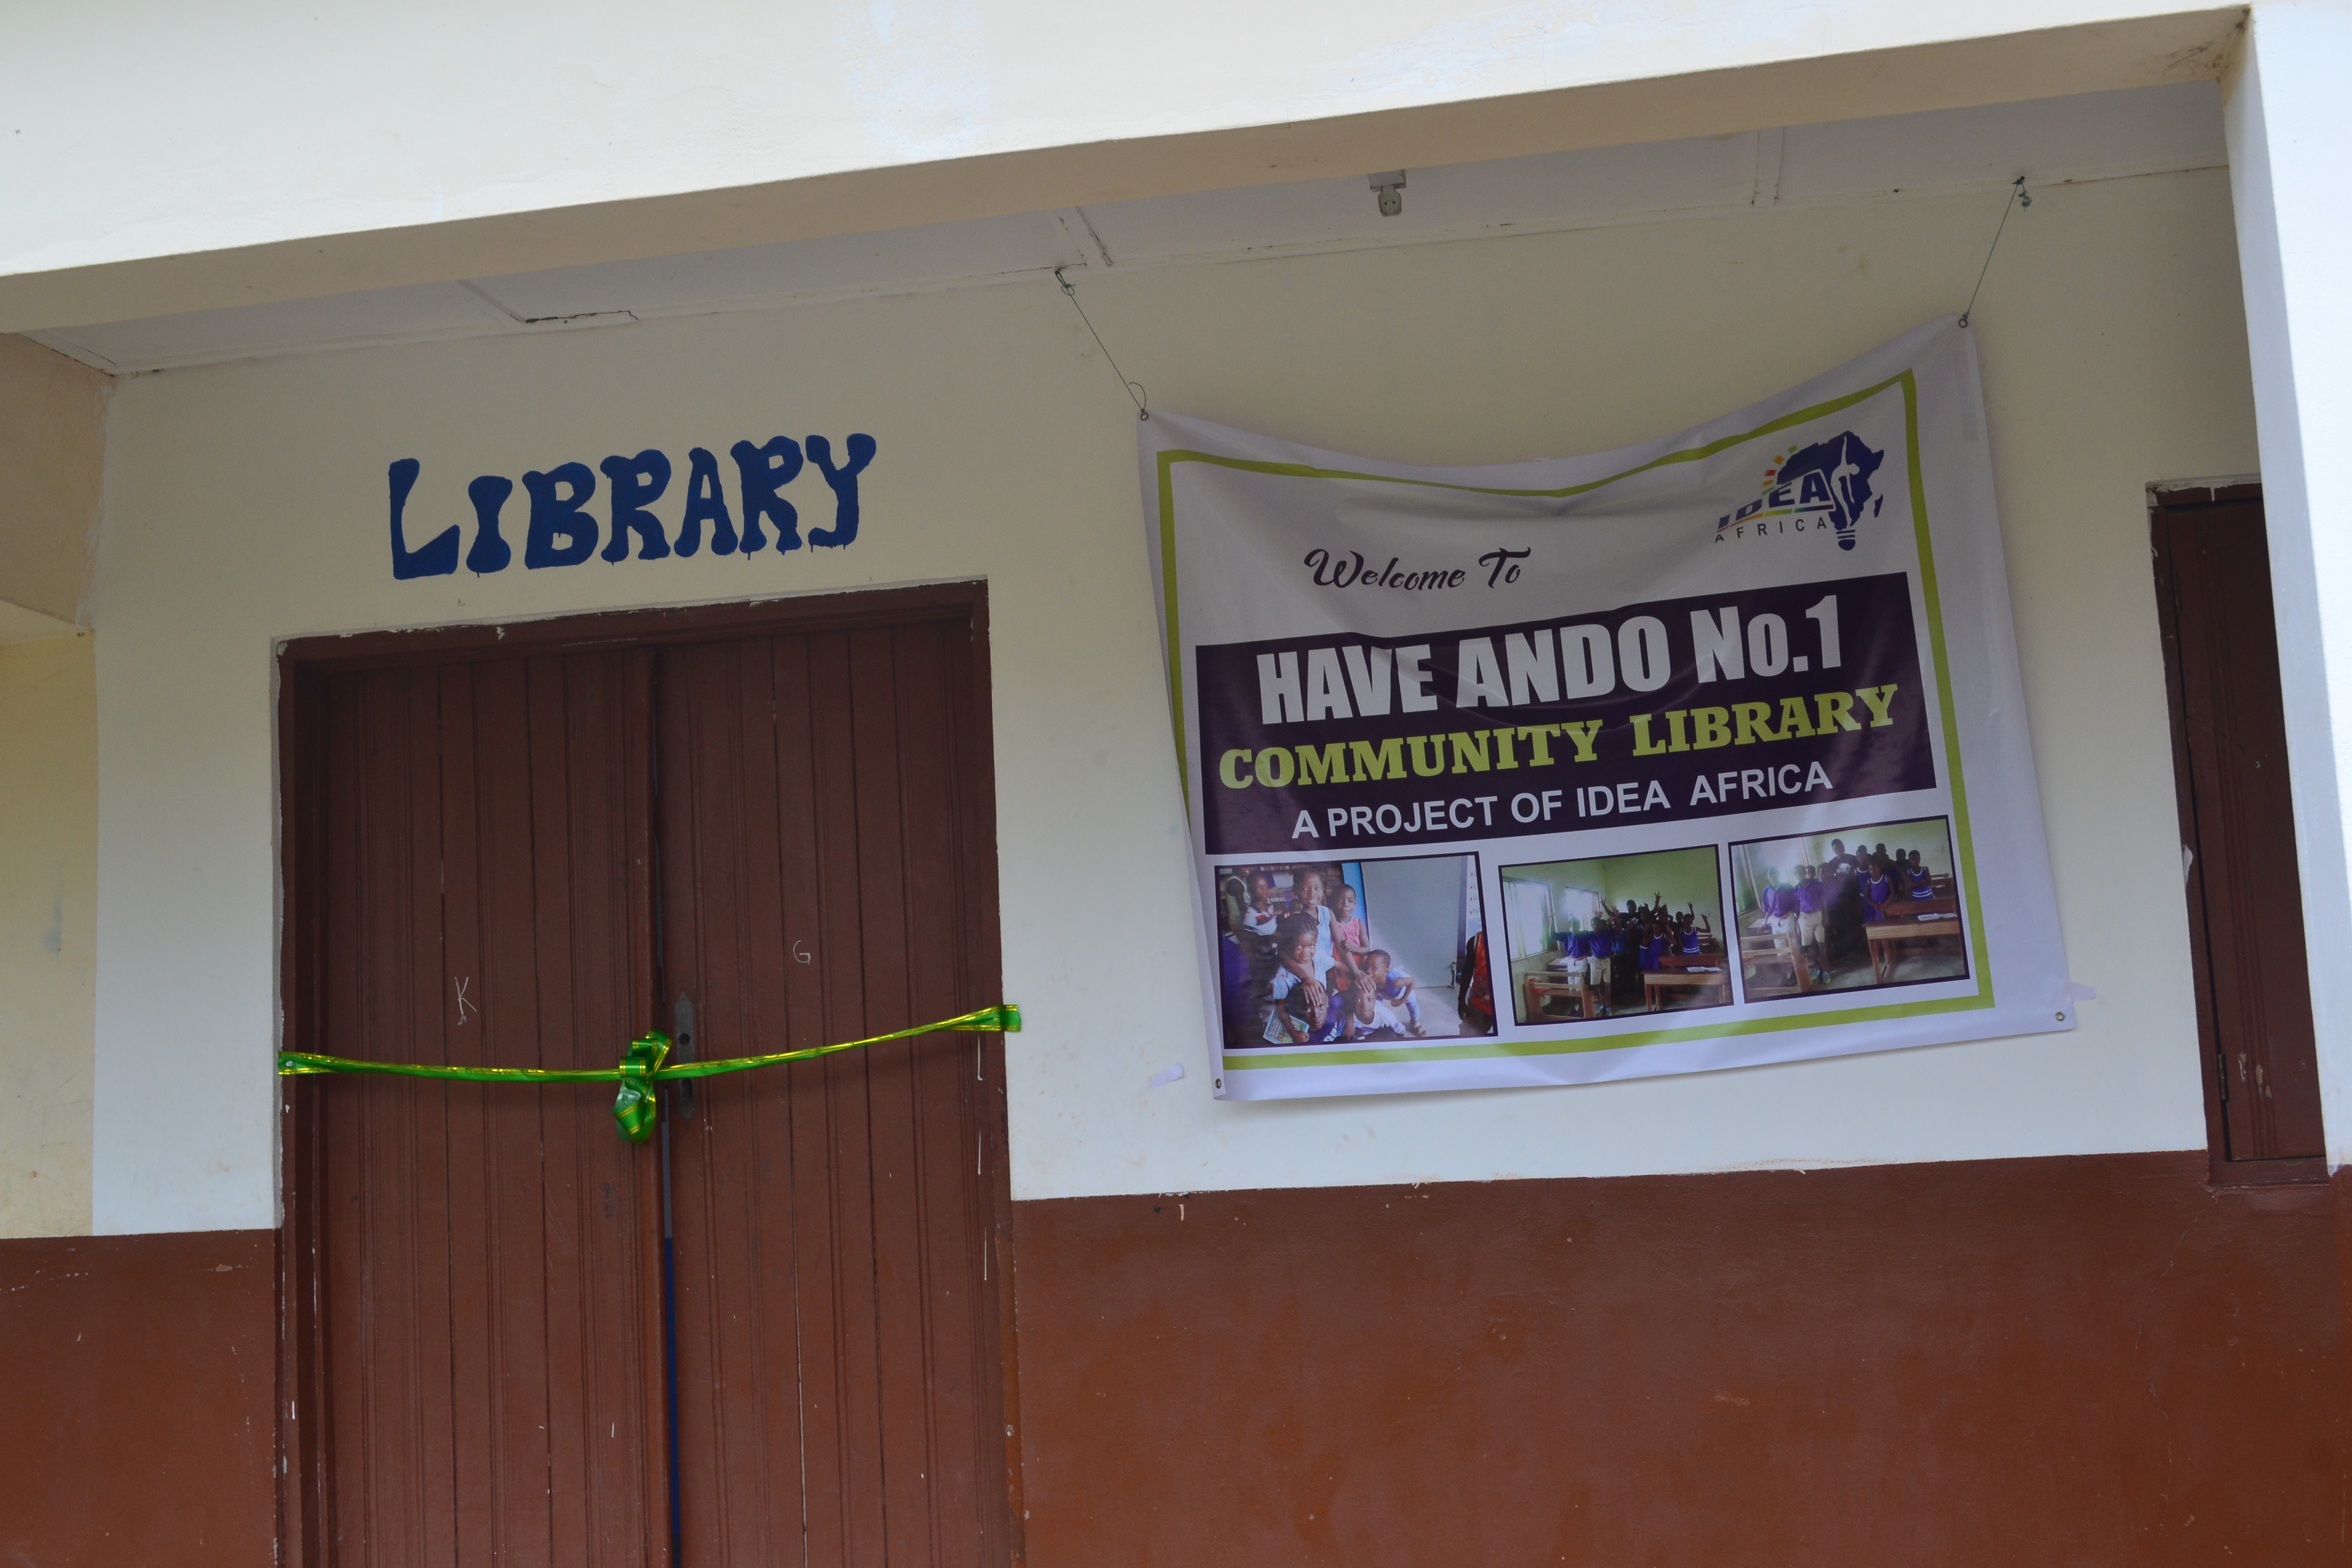 LIBRARY
IDEA
AFRICA
Welcome To
HAVE ANDO No.1
COMMUNITY LIBRARY
A PROJECT OF IDEA AFRICA
K
G